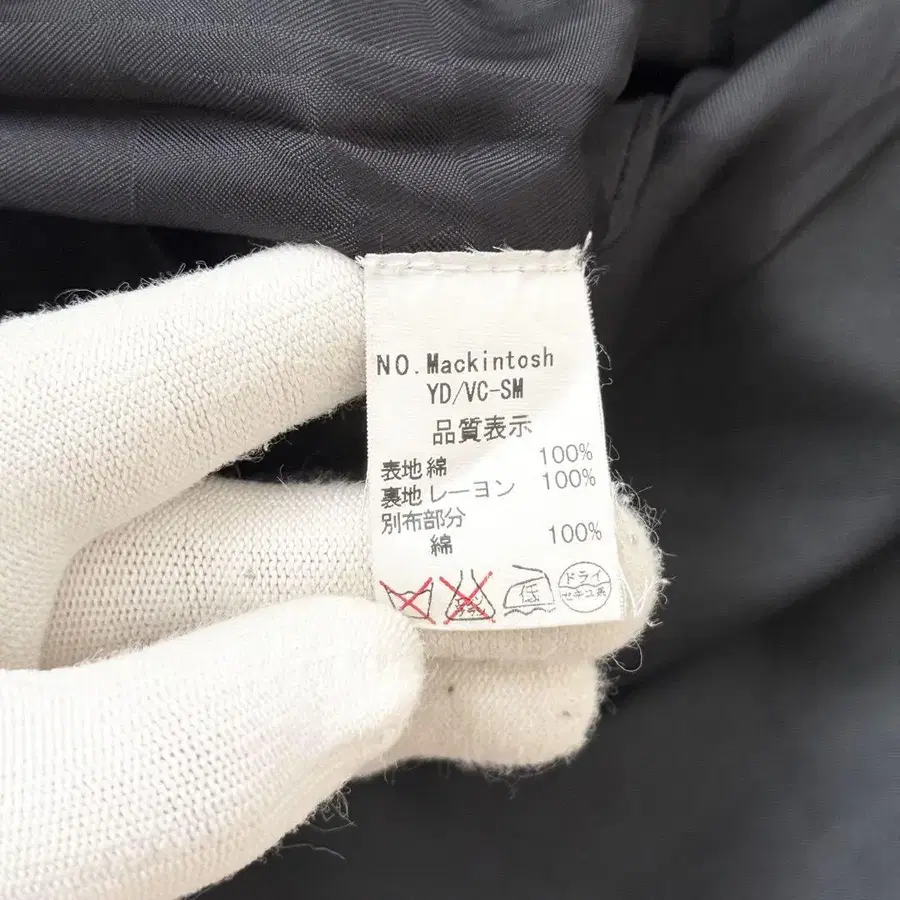 NO.Mackintosh
YD/VC-SM
品質表示
表地 綿 100%
裏地 レーヨン 100%
別布部分
綿 100%
低
ドライ
セキユ系